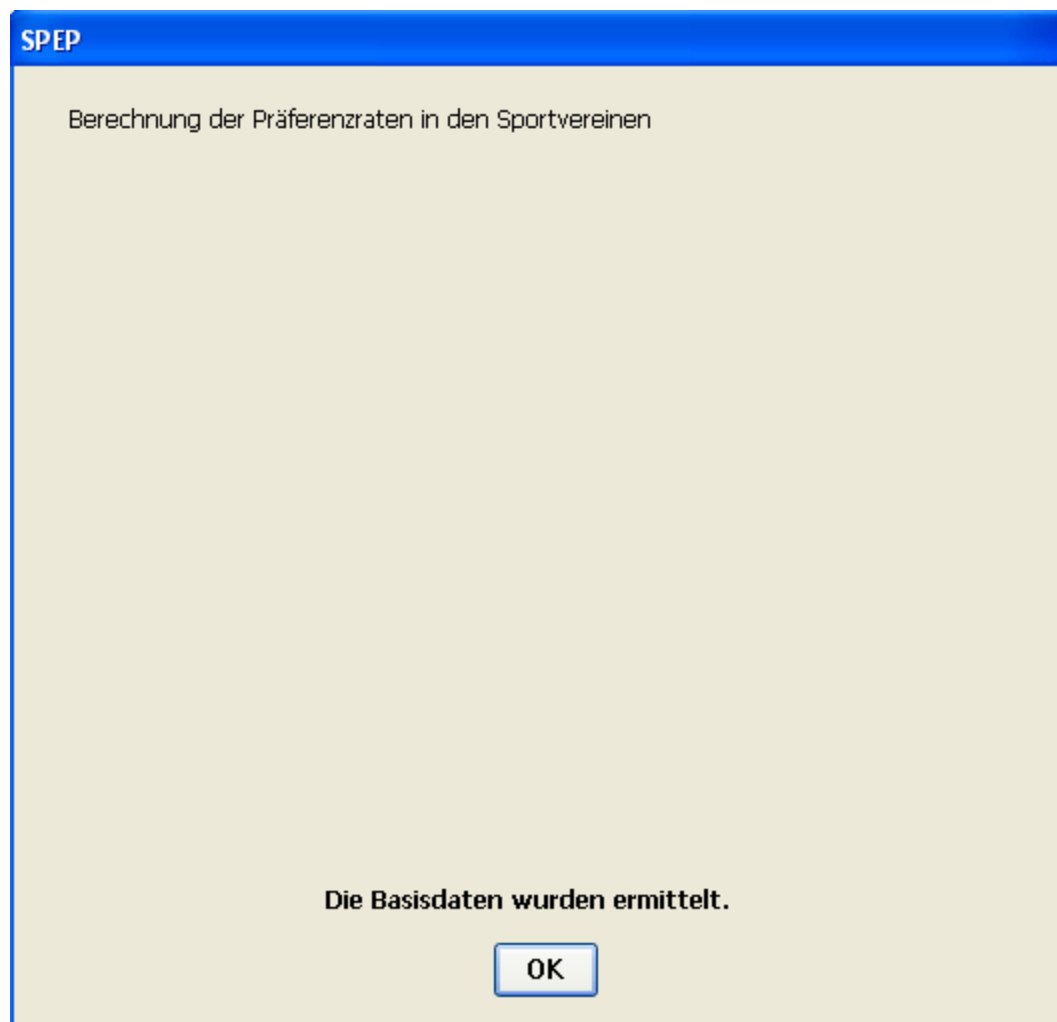 SPEP
Berechnung der Präferenzraten in den Sportvereinen
Die Basisdaten wurden ermittelt.
OK